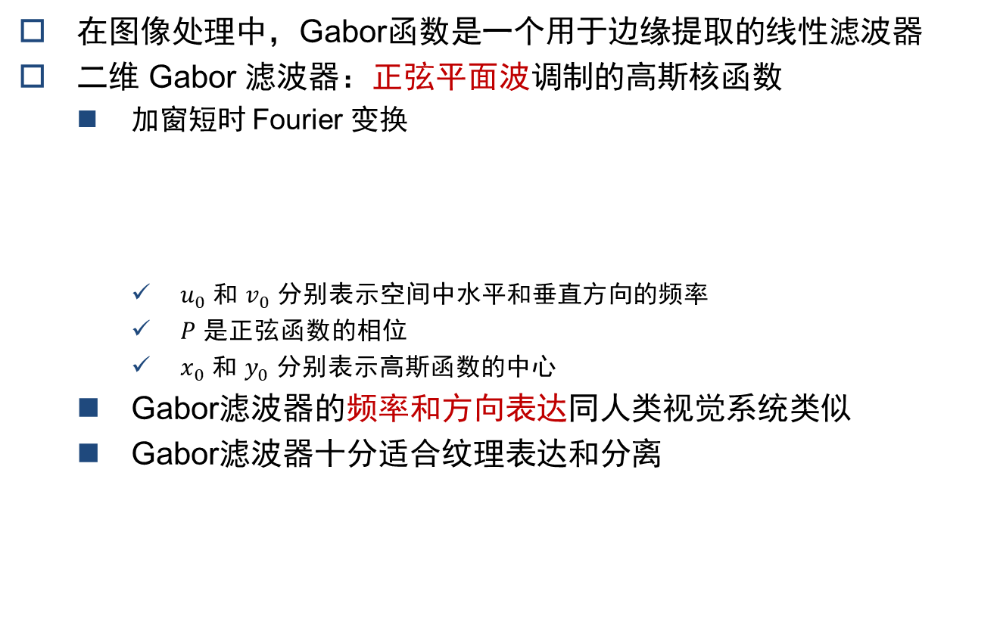 在图像处理中，Gabor函数是一个用于边缘提取的线性滤波器
二维 Gabor 滤波器：正弦平面波调制的高斯核函数
加窗短时 Fourier 变换
u₀ 和 v₀ 分别表示空间中水平和垂直方向的频率
P 是正弦函数的相位
x₀ 和 y₀ 分别表示高斯函数的中心
Gabor滤波器的频率和方向表达同人类视觉系统类似
Gabor滤波器十分适合纹理表达和分离